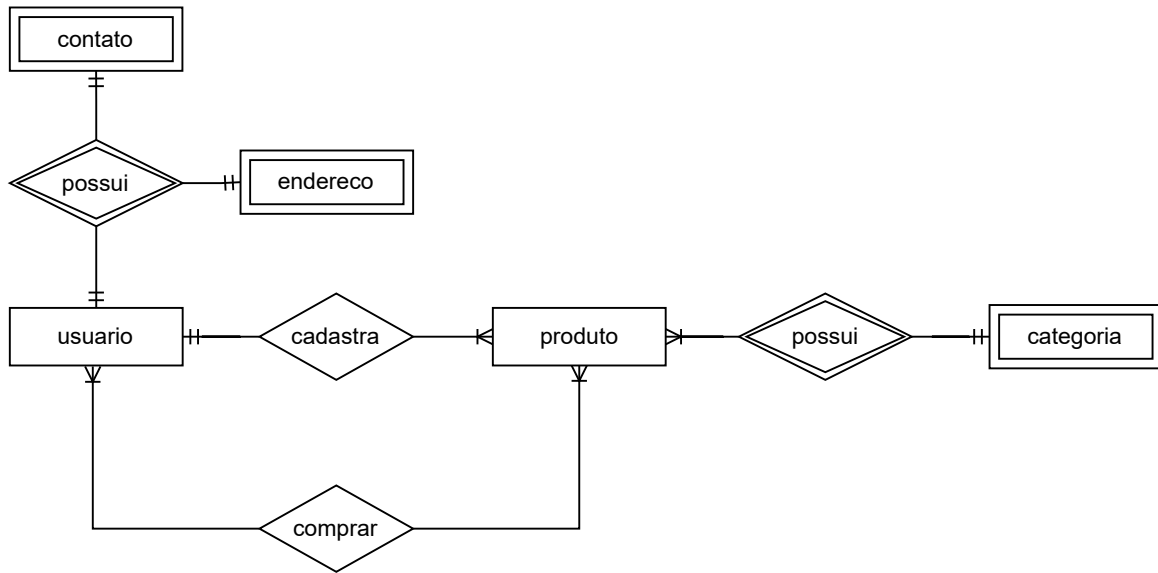 contato
possui
endereco
usuario
cadastra
produto
possui
categoria
comprar